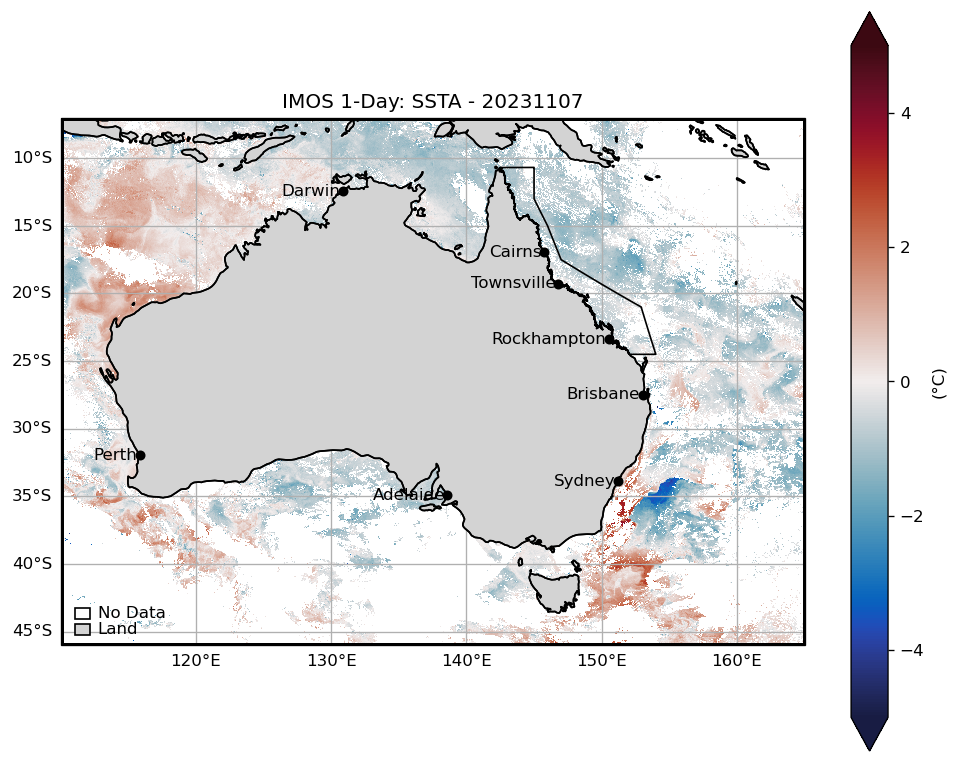 IMOS 1-Day: SSTA - 20231107
4
10°S
Darwin
15°S
2
Cairns
Townsville
20°S
Rockhampton
25°S
0
(°C)
Brisbane
30°S
Perth
Sydney
35°S
Adelaide
−2
40°S
No Data
Land
45°S
−4
120°E 130°E 140°E 150°E 160°E